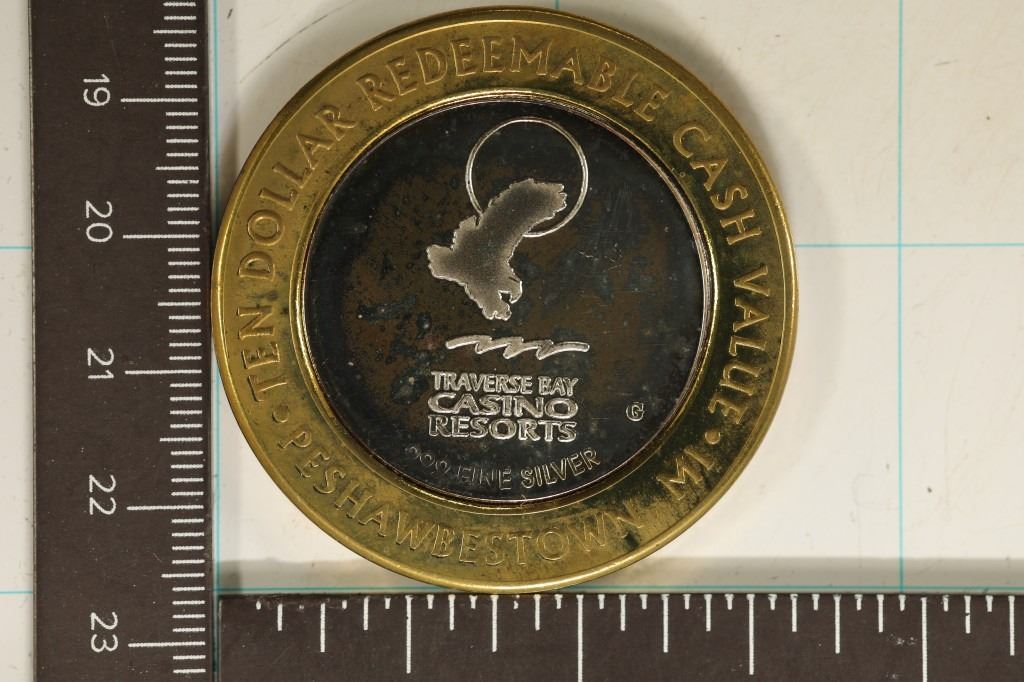 TEN DOLLAR REDEEMABLE CASH VALUE
• PESHAWBESTOWN MI •
TRAVERSE BAY
CASINO
RESORTS
G
.999 FINE SILVER
19
20
21
22
23